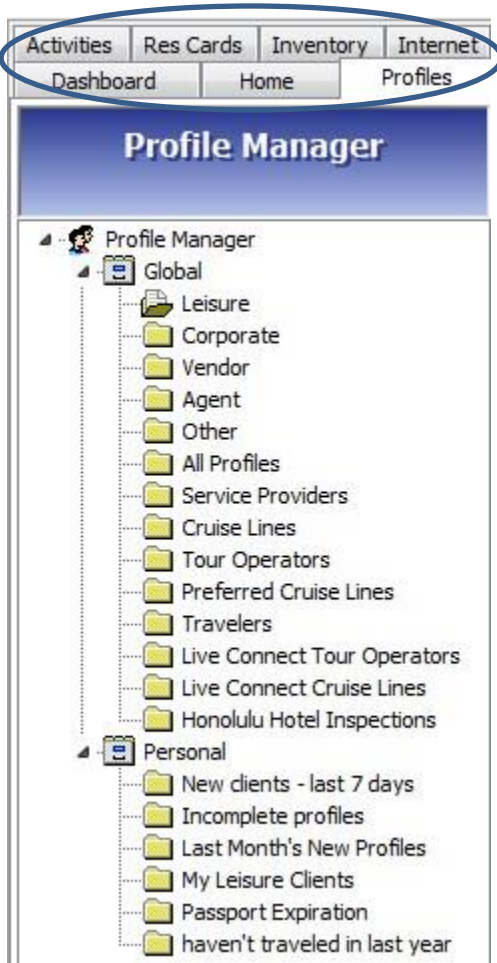 Activities Res Cards Inventory Internet
Dashboard Home Profiles
Profile Manager
Profile Manager
Global
Leisure
Corporate
Vendor
Agent
Other
All Profiles
Service Providers
Cruise Lines
Tour Operators
Preferred Cruise Lines
Travelers
Live Connect Tour Operators
Live Connect Cruise Lines
Honolulu Hotel Inspections
Personal
New clients - last 7 days
Incomplete profiles
Last Month's New Profiles
My Leisure Clients
Passport Expiration
haven't traveled in last year